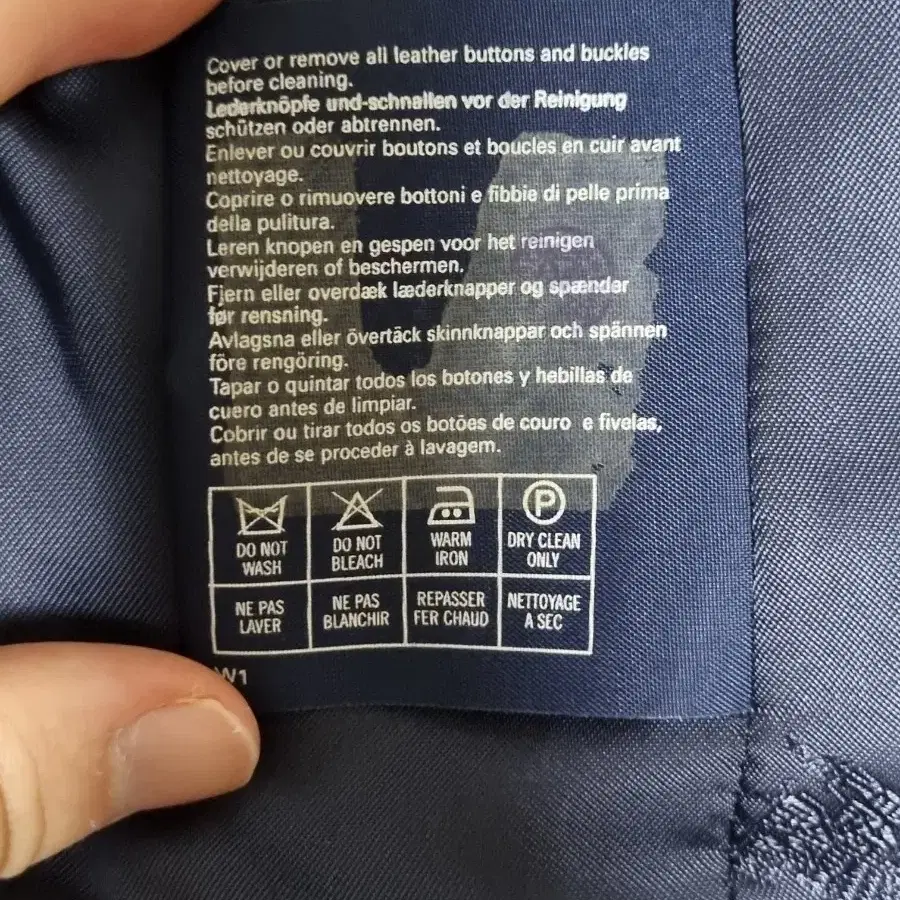 Cover or remove all leather buttons and buckles
before cleaning.
Lederknöpfe und-schnallen vor der Reinigung
schützen oder abtrennen.
Enlever ou couvrir boutons et boucles en cuir avant
nettoyage.
Coprire o rimuovere bottoni e fibbie di pelle prima
della pulitura.
Leren knopen en gespen voor het reinigen
verwijderen of beschermen.
Fjern eller overdæk læderknapper og spænder
før rensning.
Avlagsna eller övertäck skinnknappar och spännen
före rengöring.
Tapar o quintar todos los botones y hebillas de
cuero antes de limpiar.
Cobrir ou tirar todos os botões de couro e fivelas,
antes de se proceder à lavagem.
P
DO NOT WASH
DO NOT BLEACH
WARM IRON
DRY CLEAN ONLY
NE PAS LAVER
NE PAS BLANCHIR
REPASSER FER CHAUD
NETTOYAGE A SEC
W1